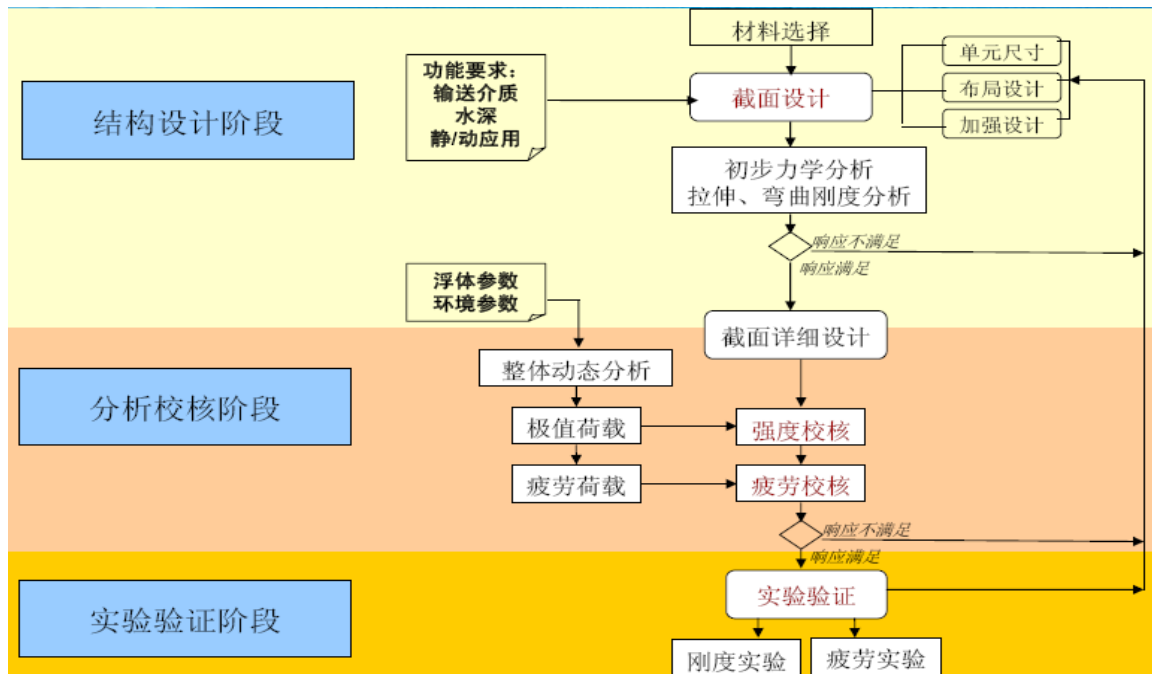 材料选择
功能要求：
输送介质
水深
静/动应用
截面设计
单元尺寸
布局设计
加强设计
结构设计阶段
初步力学分析
拉伸、弯曲刚度分析
响应不满足
响应满足
浮体参数
环境参数
截面详细设计
整体动态分析
分析校核阶段
极值荷载
强度校核
疲劳荷载
疲劳校核
响应不满足
响应满足
实验验证
实验验证阶段
刚度实验
疲劳实验